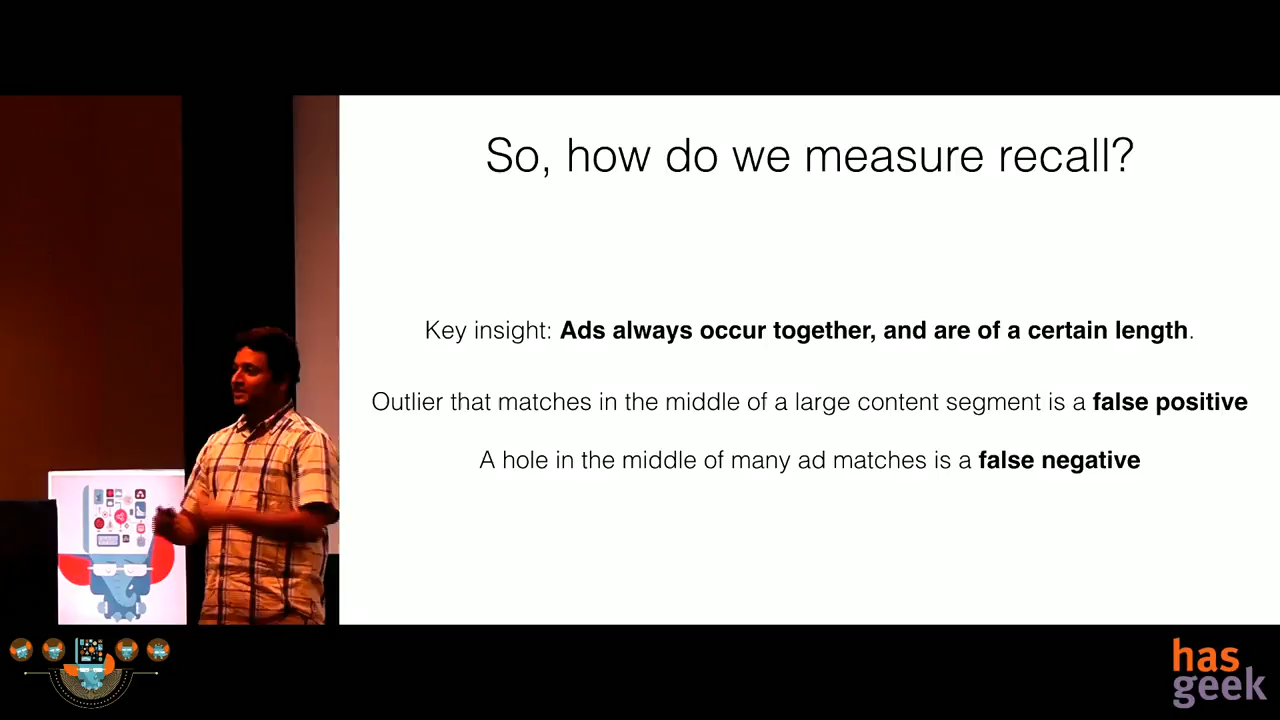 So, how do we measure recall?
Key insight: Ads always occur together, and are of a certain length.
Outlier that matches in the middle of a large content segment is a false positive
A hole in the middle of many ad matches is a false negative
has
geek